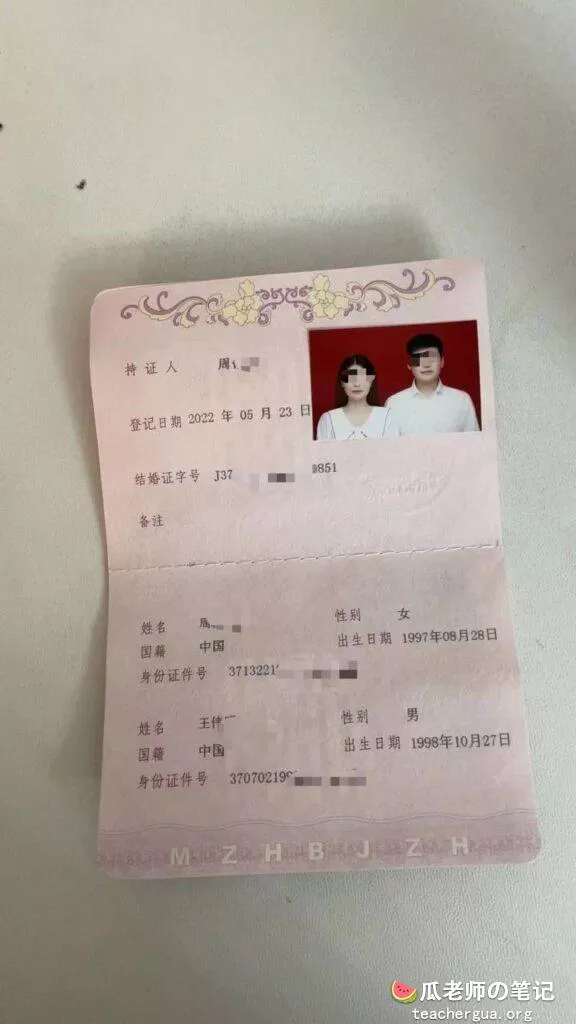 持证人 周
登记日期 2022 年 05 月 23 日
结婚证字号 J37 851
备注
姓名 性别 女
国籍 中国 出生日期 1997年08月28日
身份证件号 3713221
姓名 王 性别 男
国籍 中国 出生日期 1998年10月27日
身份证件号 370702199
MZHBJZH
瓜老师の笔记
teachergua.org